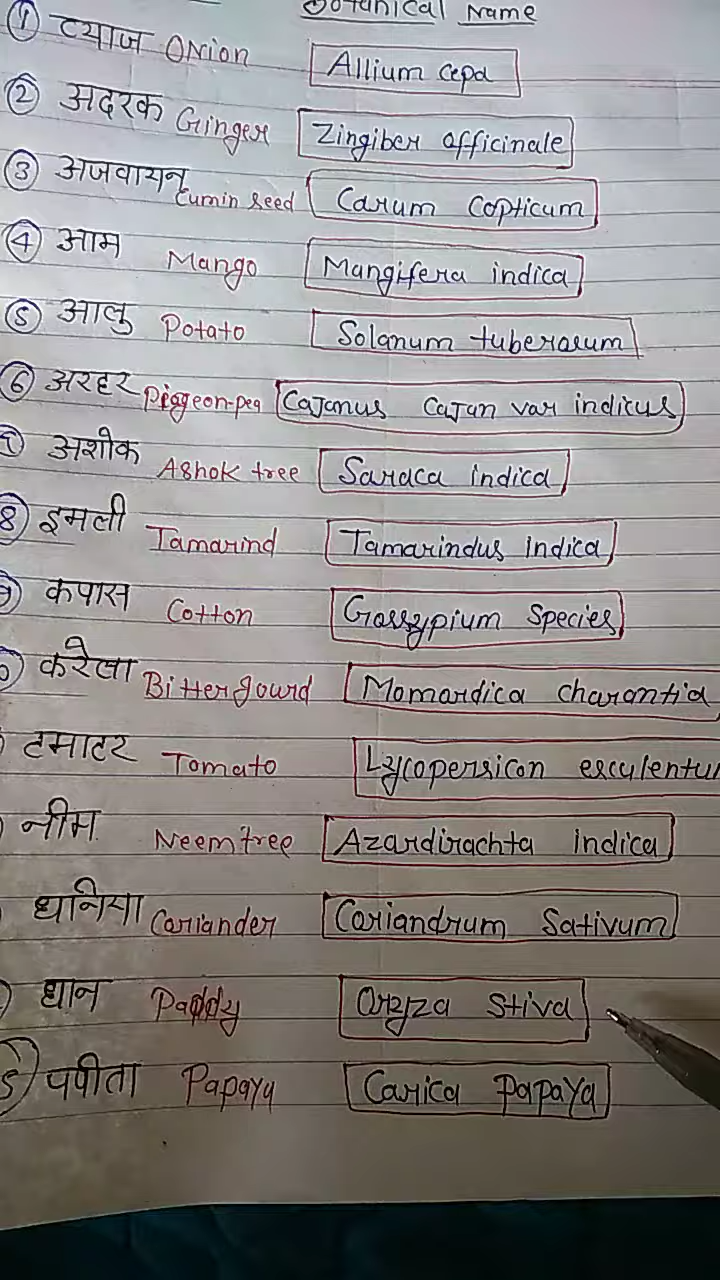 Botanical Name
① प्याज Onion Allium cepa
② अदरक Ginger Zingiber officinale
③ अजवायन Cumin seed Carum Copticum
④ आम Mango Mangifera indica
⑤ आलु Potato Solanum tuberosum
⑥ अरहर Pigeon-pea Cajanus Cajan var indicus
⑦ अशोक Ashok tree Saraca indica
⑧ इमली Tamarind Tamarindus indica
⑨ कपास Cotton Gossypium Species
करेला Bitter gourd Momordica charantia
टमाटर Tomato Lycopersicon esculentu
नीम Neem tree Azardirachta indica
धनिया Coriander Coriandrum Sativum
धान Paddy Oryza Stiva
5 पपीता Papaya Carica Papaya